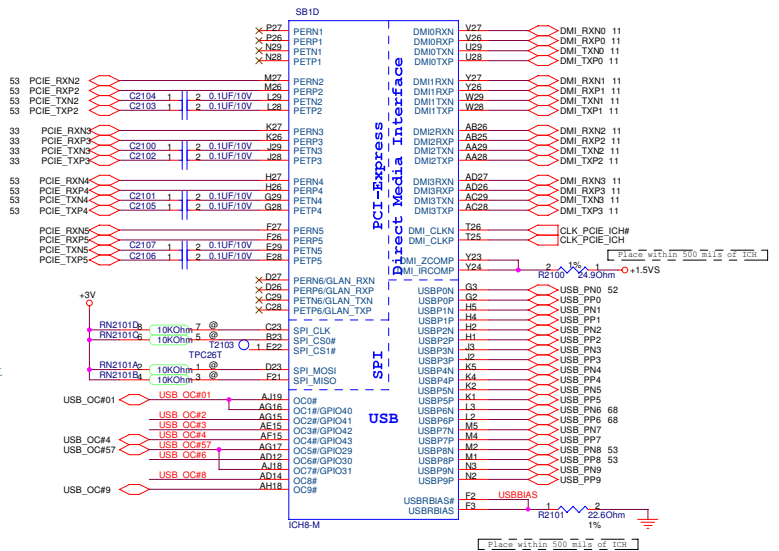 SB1D
P27 PERN1 DMI0RXN V27 DMI_RXN0 11
P26 PERP1 DMI0RXP V26 DMI_RXP0 11
N29 PETN1 DMI0TXN U29 DMI_TXN0 11
N28 PETP1 DMI0TXP U28 DMI_TXP0 11
53 PCIE_RXN2 M27 PERN2 DMI1RXN Y27 DMI_RXN1 11
53 PCIE_RXP2 M26 PERP2 DMI1RXP Y26 DMI_RXP1 11
53 PCIE_TXN2 C2104 1 2 0.1UF/10V L29 PETN2 DMI1TXN W29 DMI_TXN1 11
53 PCIE_TXP2 C2103 1 2 0.1UF/10V L28 PETP2 DMI1TXP W28 DMI_TXP1 11
33 PCIE_RXN3 K27 PERN3 DMI2RXN AB26 DMI_RXN2 11
33 PCIE_RXP3 K26 PERP3 DMI2RXP AB25 DMI_RXP2 11
33 PCIE_TXN3 C2100 1 2 0.1UF/10V J29 PETN3 DMI2TXN AA29 DMI_TXN2 11
33 PCIE_TXP3 C2102 1 2 0.1UF/10V J28 PETP3 DMI2TXP AA28 DMI_TXP2 11
53 PCIE_RXN4 H27 PERN4 DMI3RXN AD27 DMI_RXN3 11
53 PCIE_RXP4 H26 PERP4 DMI3RXP AD26 DMI_RXP3 11
53 PCIE_TXN4 C2101 1 2 0.1UF/10V G29 PETN4 DMI3TXN AC29 DMI_TXN3 11
53 PCIE_TXP4 C2105 1 2 0.1UF/10V G28 PETP4 DMI3TXP AC28 DMI_TXP3 11
PCIE_RXN5 F27 PERN5 DMI_CLKN T26 CLK_PCIE_ICH#
PCIE_RXP5 F26 PERP5 DMI_CLKP T25 CLK_PCIE_ICH
PCIE_TXN5 C2107 1 2 0.1UF/10V E29 PETN5
PCIE_TXP5 C2106 1 2 0.1UF/10V E28 PETP5
PCI-Express
Direct Media Interface
DMI_ZCOMP Y23
DMI_IRCOMP Y24
Place within 500 mils of ICH
2 1% 1
R2100 24.9Ohm
+1.5VS
D27 PERN6/GLAN_RXN
D26 PERP6/GLAN_RXP
C29 PETN6/GLAN_TXN
C28 PETP6/GLAN_TXP
+3V
RN2101D 8 10KOhm 7 @ C23 SPI_CLK
RN2101C 6 10KOhm 5 @ B23 SPI_CS0#
T2103 1 E22 SPI_CS1#
TPC26T
RN2101A 2 10KOhm 1 @ D23 SPI_MOSI
RN2101B 4 10KOhm 3 @ F21 SPI_MISO
SPI
USBP0N G3 USB_PN0 52
USBP0P G2 USB_PP0
USBP1N H5 USB_PN1
USBP1P H4 USB_PP1
USBP2N H2 USB_PN2
USBP2P H1 USB_PP2
USBP3N J3 USB_PN3
USBP3P J2 USB_PP3
USBP4N K5 USB_PN4
USBP4P K4 USB_PP4
USBP5N K2 USB_PN5
USBP5P K1 USB_PP5
USBP6N L3 USB_PN6 68
USBP6P L2 USB_PP6 68
USBP7N M5 USB_PN7
USBP7P M4 USB_PP7
USBP8N M2 USB_PN8 53
USBP8P M1 USB_PP8 53
USBP9N N3 USB_PN9
USBP9P N2 USB_PP9
USB
USB_OC#01 USB_OC#01 AJ19 OC0#
AG16 OC1#/GPIO40
USB_OC#2 AG15 OC2#/GPIO41
USB_OC#3 AE15 OC3#/GPIO42
USB_OC#4 USB_OC#4 AF15 OC4#/GPIO43
USB_OC#57 USB_OC#57 AG17 OC5#/GPIO29
USB_OC#6 AD12 OC6#/GPIO30
AJ18 OC7#/GPIO31
USB_OC#8 AD14 OC8#
USB_OC#9 AH18 OC9#
USBRBIAS# F2 USBBIAS
USBRBIAS F3
1 2
R2101 22.6Ohm
1%
ICH8-M
Place within 500 mils of ICH